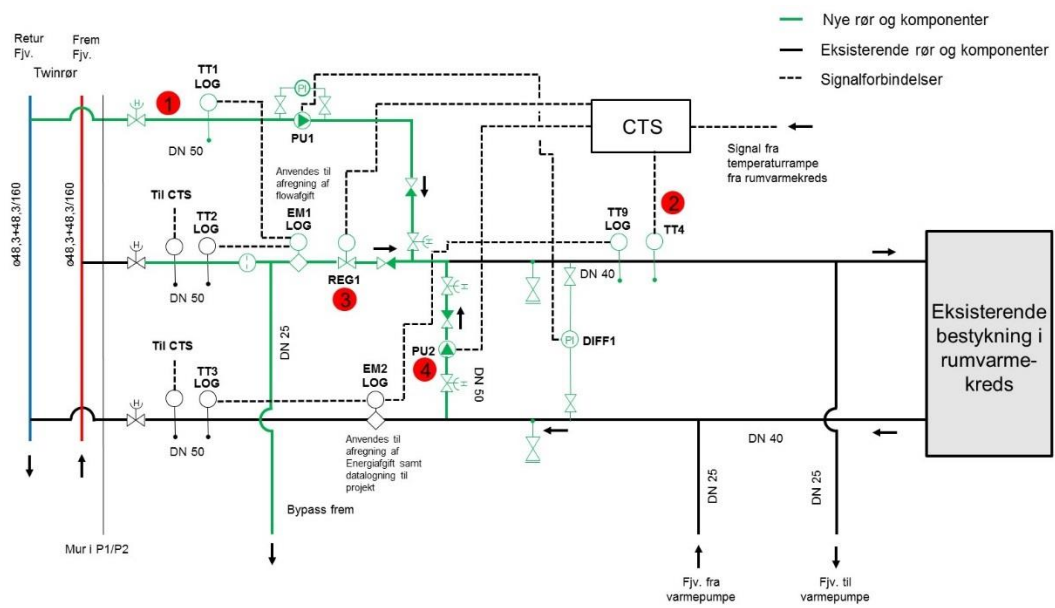 Nye rør og komponenter
Eksisterende rør og komponenter
Signalforbindelser
Retur
Fjv.
Frem
Fjv.
Twinrør
1
TT1
LOG
PI
H
DN 50
PU1
CTS
Signal fra
temperaturrampe
fra rumvarmekreds
2
Anvendes til
afregning af
flowafgift
ø48,3+48,3/160
ø48,3+48,3/160
Til CTS
TT2
LOG
EM1
LOG
TT9
LOG
TT4
H
DN 50
REG1
3
DN 40
DN 25
Til CTS
TT3
LOG
EM2
LOG
PU2
4
DN 50
PI
DIFF1
Eksisterende
bestykning i
rumvarme-
kreds
H
DN 50
Anvendes til
afregning af
Energiafgift samt
datalogning til
projekt
DN 40
DN 25
DN 25
Bypass frem
Mur i P1/P2
Fjv. fra
varmepumpe
Fjv. til
varmepumpe